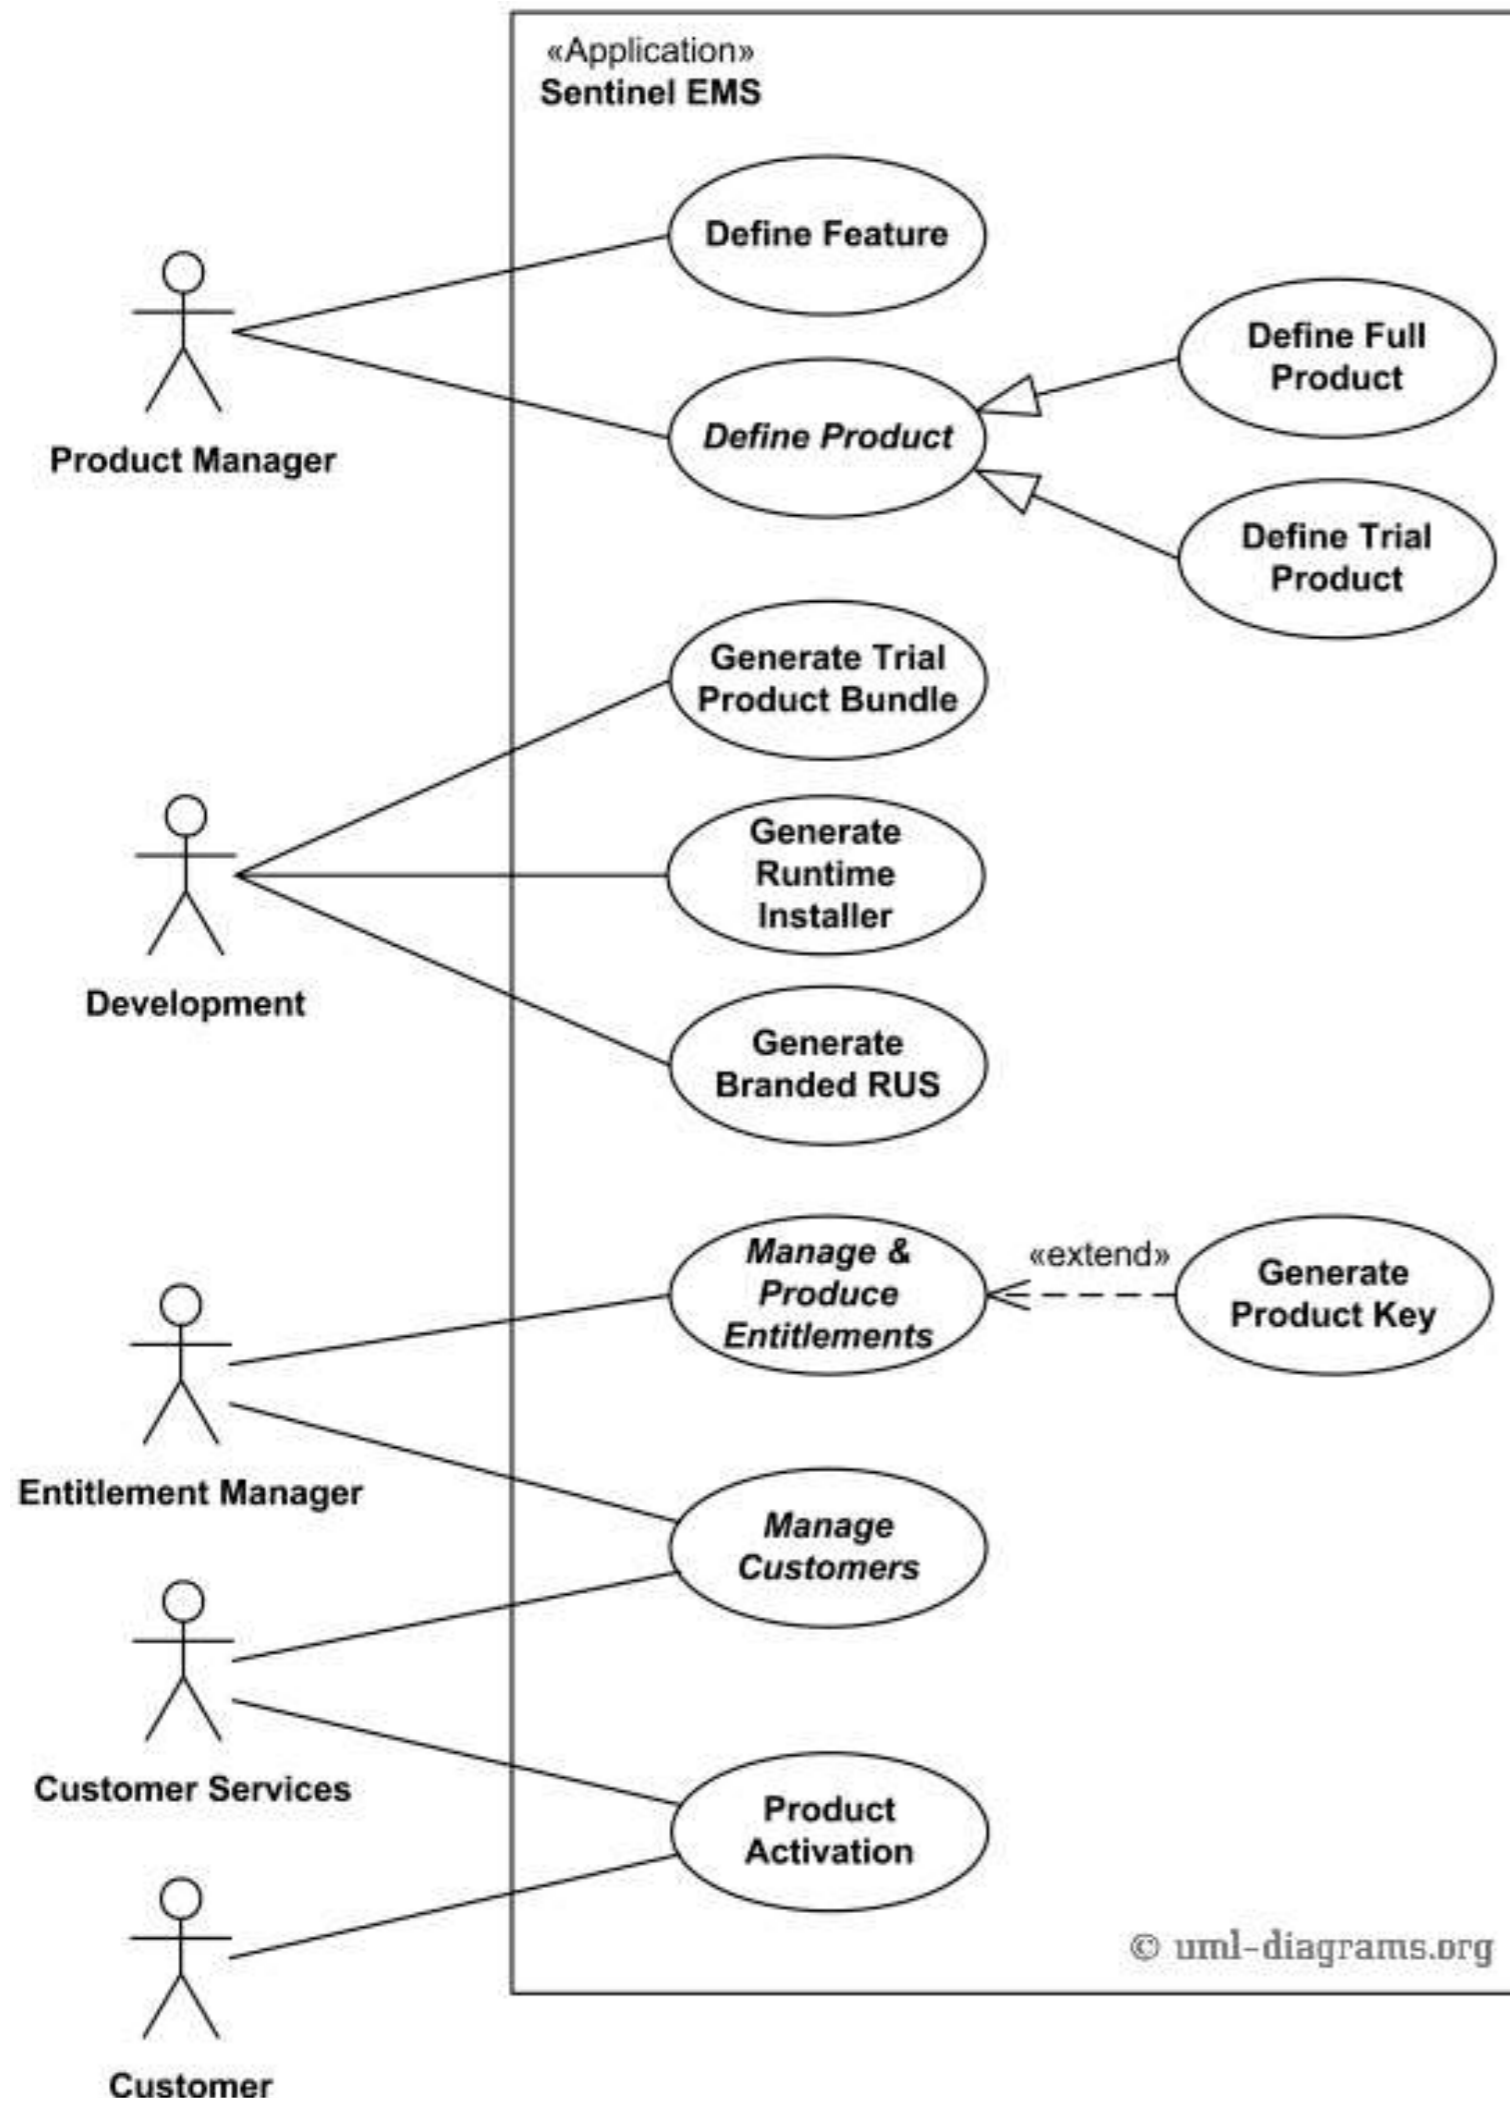 «Application»
Sentinel EMS
Define Feature
Define Full
Product
Define Product
Product Manager
Define Trial
Product
Generate Trial
Product Bundle
Generate
Runtime
Installer
Development
Generate
Branded RUS
Manage &
Produce
Entitlements
«extend»
Generate
Product Key
Entitlement Manager
Manage
Customers
Customer Services
Product
Activation
© uml-diagrams.org
Customer